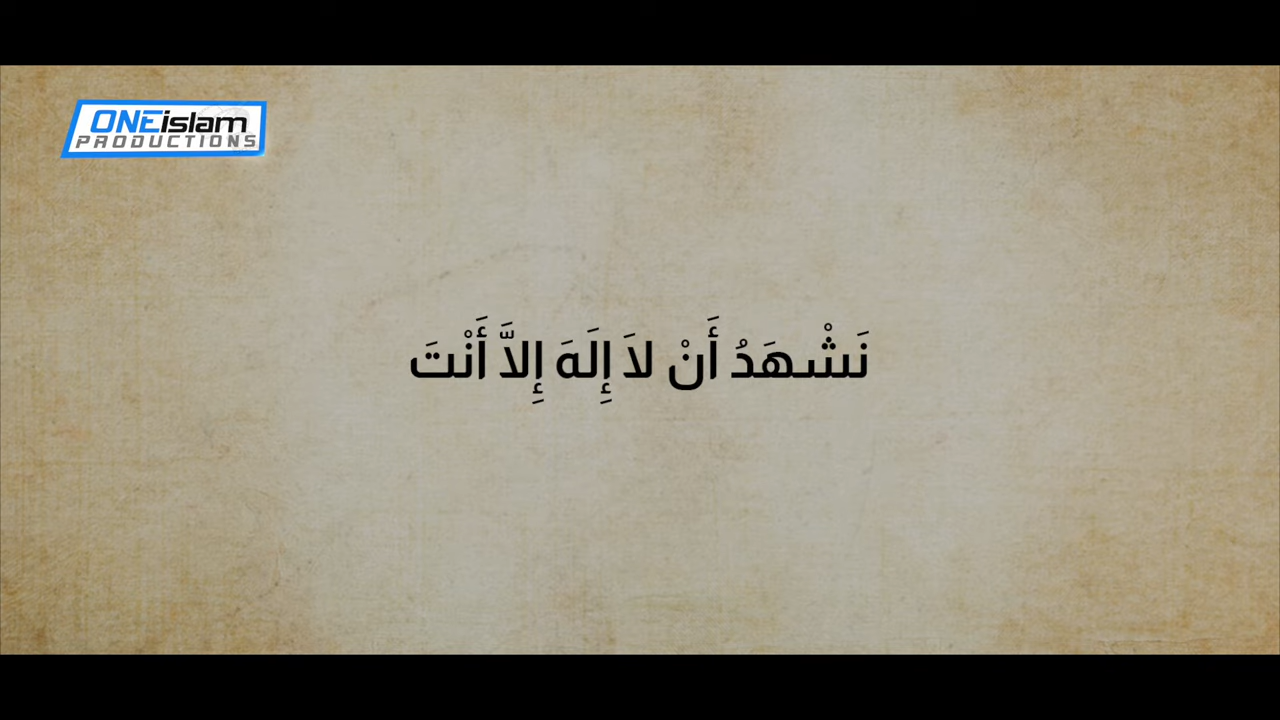 ONEislam
PRODUCTIONS
نَشْهَدُ أَنْ لاَ إِلَهَ إِلاَّ أَنْتَ